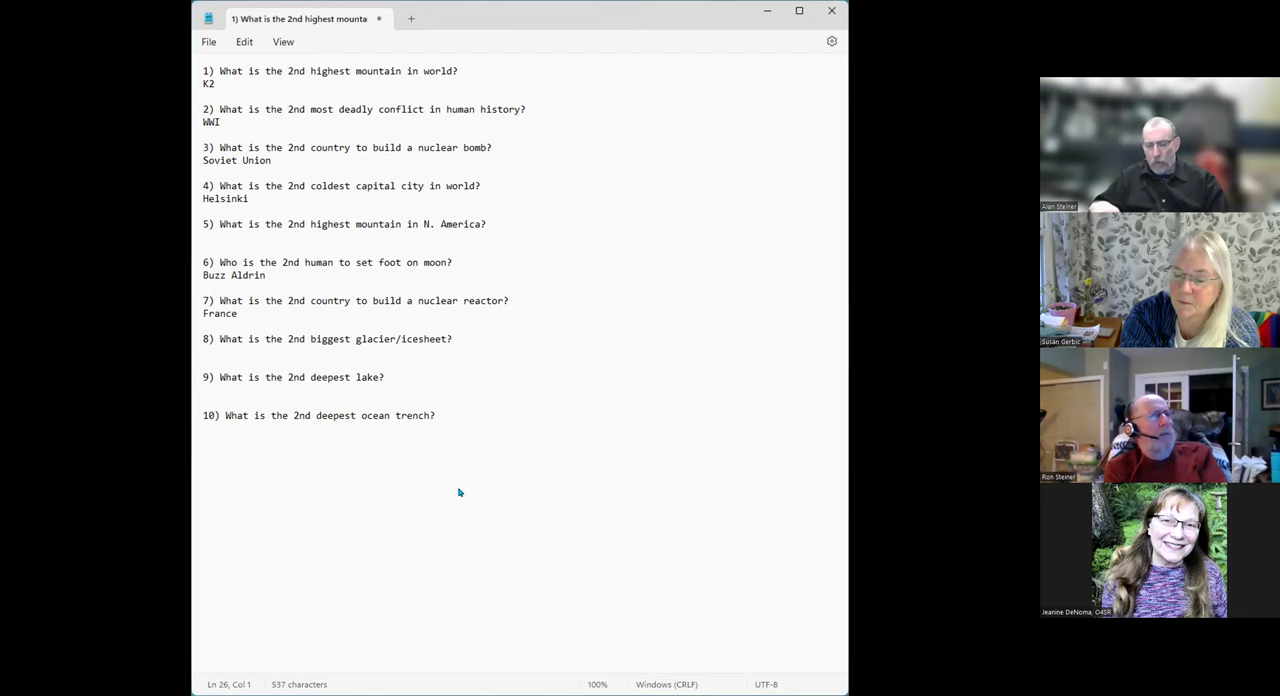 1) What is the 2nd highest mounta
File
Edit
View
1) What is the 2nd highest mountain in world?
K2
2) What is the 2nd most deadly conflict in human history?
WWI
3) What is the 2nd country to build a nuclear bomb?
Soviet Union
4) What is the 2nd coldest capital city in world?
Helsinki
5) What is the 2nd highest mountain in N. America?
6) Who is the 2nd human to set foot on moon?
Buzz Aldrin
7) What is the 2nd country to build a nuclear reactor?
France
8) What is the 2nd biggest glacier/icesheet?
9) What is the 2nd deepest lake?
10) What is the 2nd deepest ocean trench?
Ln 26, Col 1
537 characters
100%
Windows (CRLF)
UTF-8
Alan Steiner
Susan Gerbic
Ron Steiner
Jeanine DeNoma, O4SR